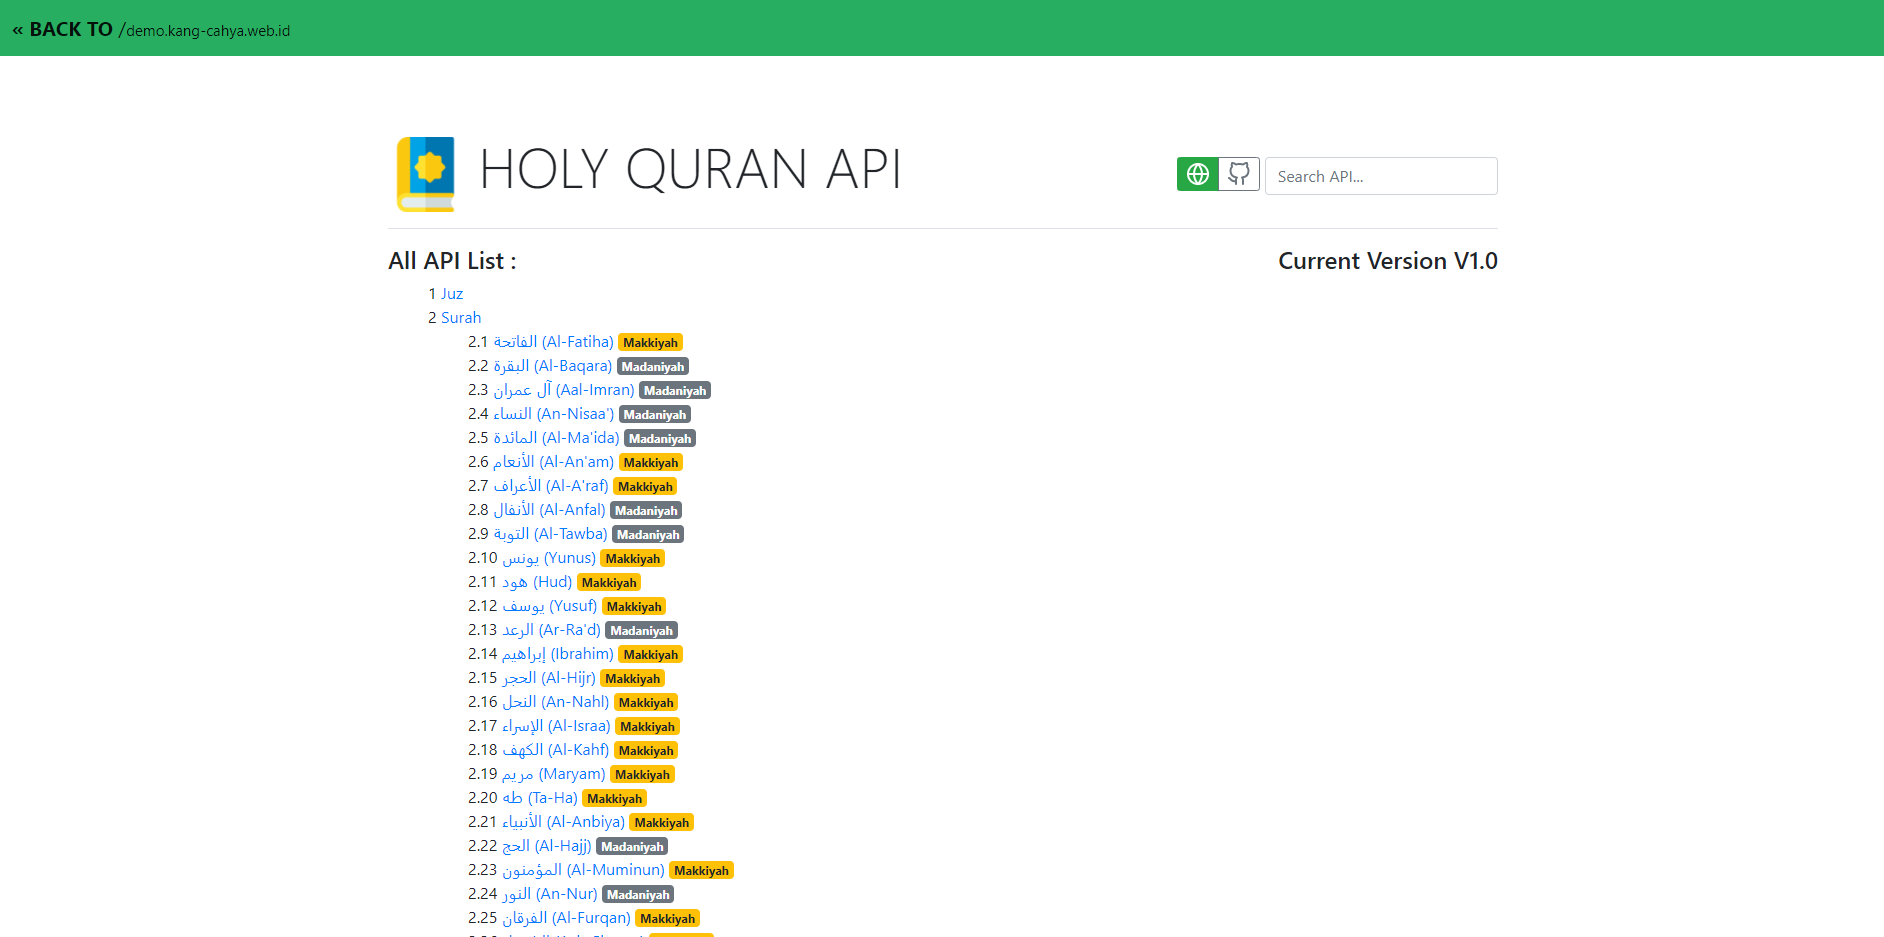 « BACK TO /demo.kang-cahya.web.id
HOLY QURAN API
Search API...
All API List :
Current Version V1.0
1 Juz
2 Surah
2.1 الفاتحة (Al-Fatiha) Makkiyah
2.2 البقرة (Al-Baqara) Madaniyah
2.3 آل عمران (Aal-Imran) Madaniyah
2.4 النساء (An-Nisaa') Madaniyah
2.5 المائدة (Al-Ma'ida) Madaniyah
2.6 الأنعام (Al-An'am) Makkiyah
2.7 الأعراف (Al-A'raf) Makkiyah
2.8 الأنفال (Al-Anfal) Madaniyah
2.9 التوبة (Al-Tawba) Madaniyah
2.10 يونس (Yunus) Makkiyah
2.11 هود (Hud) Makkiyah
2.12 يوسف (Yusuf) Makkiyah
2.13 الرعد (Ar-Ra'd) Madaniyah
2.14 إبراهيم (Ibrahim) Makkiyah
2.15 الحجر (Al-Hijr) Makkiyah
2.16 النحل (An-Nahl) Makkiyah
2.17 الإسراء (Al-Israa) Makkiyah
2.18 الكهف (Al-Kahf) Makkiyah
2.19 مريم (Maryam) Makkiyah
2.20 طه (Ta-Ha) Makkiyah
2.21 الأنبياء (Al-Anbiya) Makkiyah
2.22 الحج (Al-Hajj) Madaniyah
2.23 المؤمنون (Al-Muminun) Makkiyah
2.24 النور (An-Nur) Madaniyah
2.25 الفرقان (Al-Furqan) Makkiyah